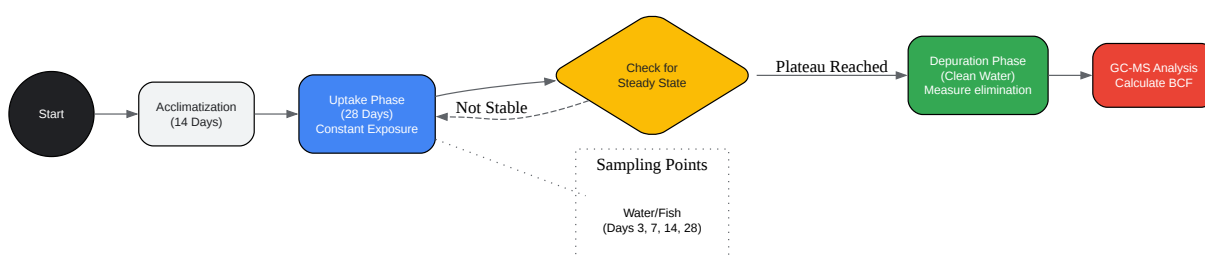 Start
Acclimatization
(14 Days)
Uptake Phase
(28 Days)
Constant Exposure
Not Stable
Check for
Steady State
Sampling Points
Water/Fish
(Days 3, 7, 14, 28)
Plateau Reached
Depuration Phase
(Clean Water)
Measure elimination
GC-MS Analysis
Calculate BCF